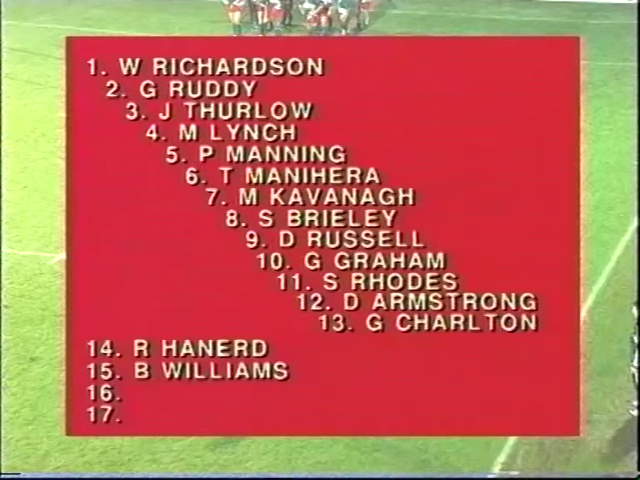 1. W RICHARDSON
2. G RUDDY
3. J THURLOW
4. M LYNCH
5. P MANNING
6. T MANIHERA
7. M KAVANAGH
8. S BRIELEY
9. D RUSSELL
10. G GRAHAM
11. S RHODES
12. D ARMSTRONG
13. G CHARLTON
14. R HANERD
15. B WILLIAMS
16.
17.